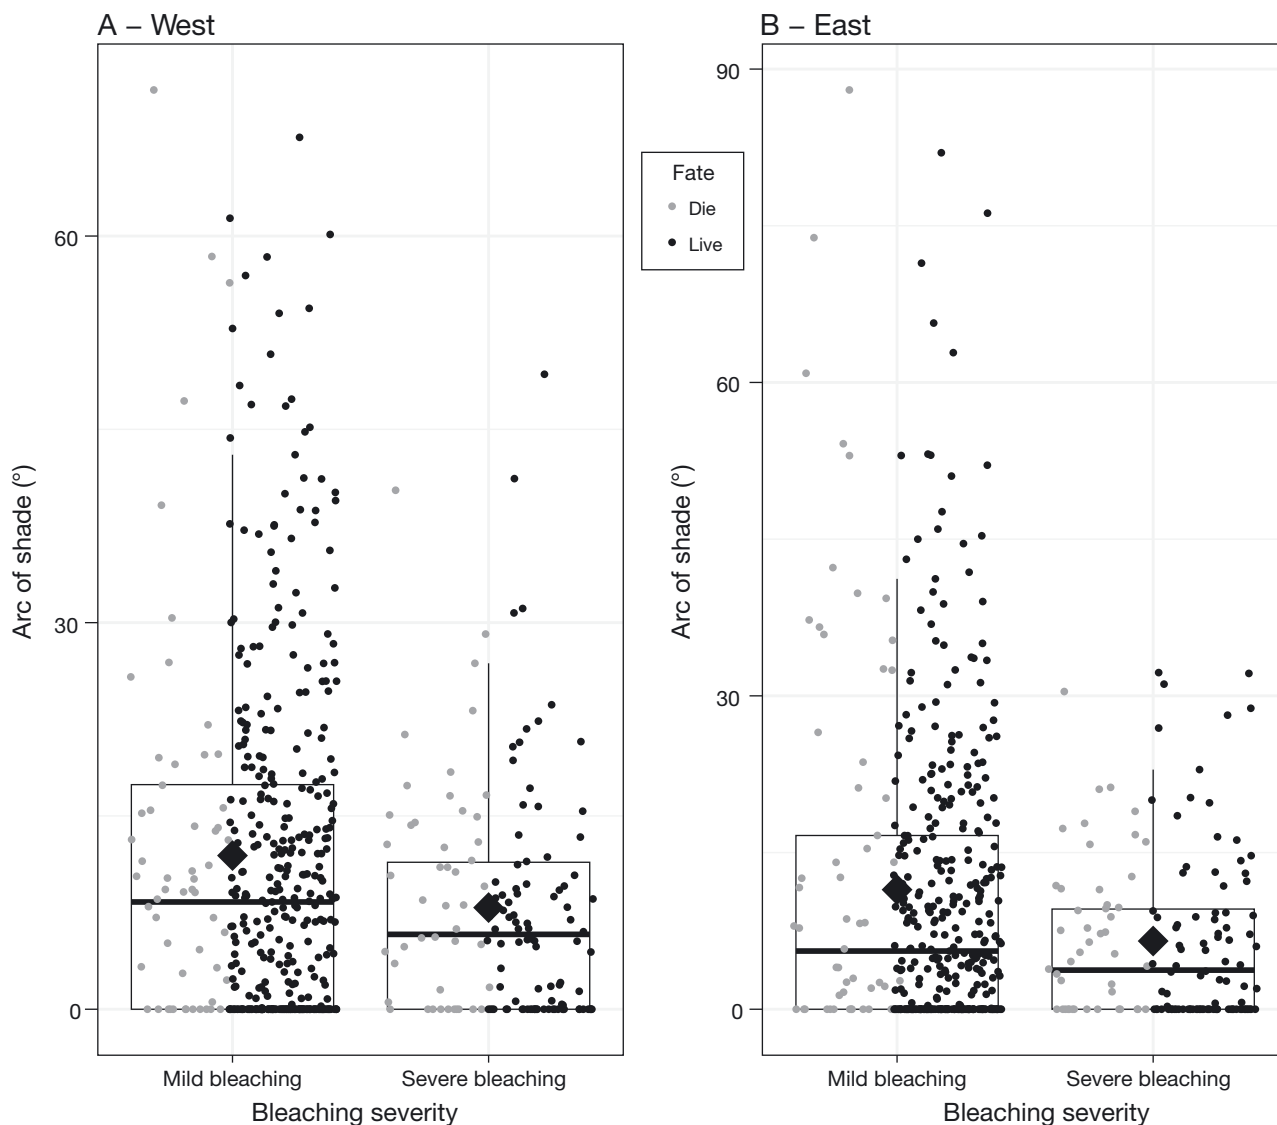 A – West
60
30
0
Arc of shade (°)
Mild bleaching
Severe bleaching
Bleaching severity
Fate
Die
Live
B – East
90
60
30
0
Arc of shade (°)
Mild bleaching
Severe bleaching
Bleaching severity